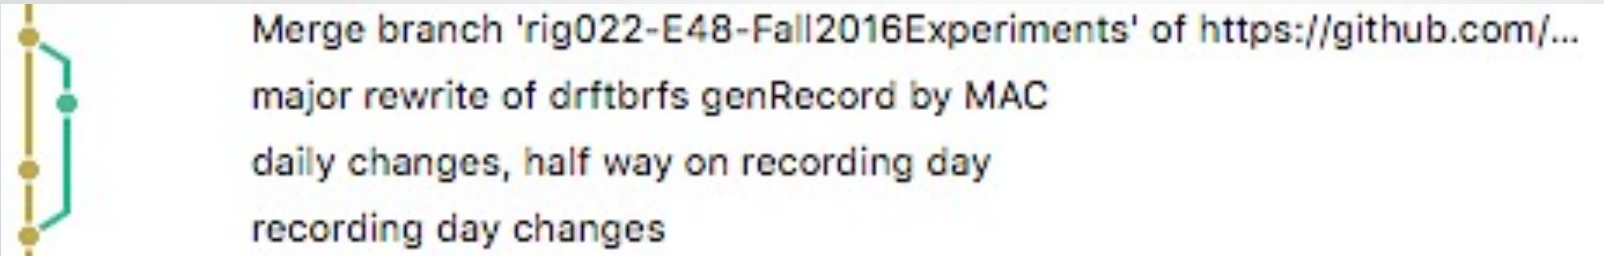 Merge branch 'rig022-E48-Fall2016Experiments' of https://github.com/...
major rewrite of drftbrfs genRecord by MAC
daily changes, half way on recording day
recording day changes